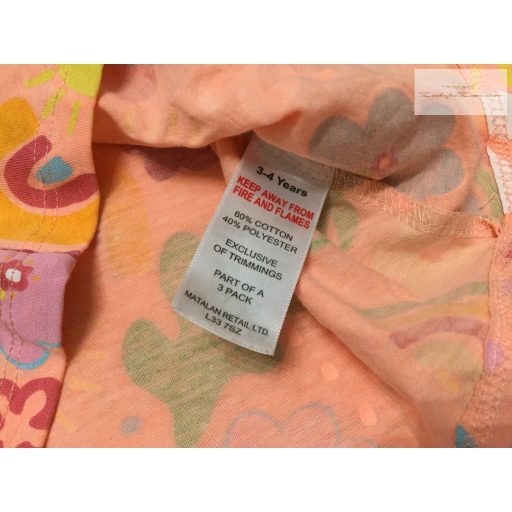 3-4 Years
KEEP AWAY FROM
FIRE AND FLAMES
60% COTTON
40% POLYESTER
EXCLUSIVE
OF TRIMMINGS
PART OF A
3 PACK
MATALAN RETAIL LTD.
L33 7SZ